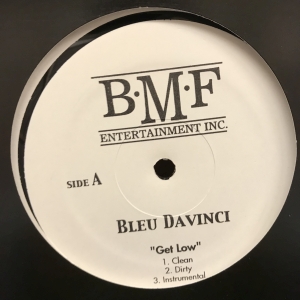 B·M·F
ENTERTAINMENT INC.
SIDE A
BLEU DAVINCI
"Get Low"
1. Clean
2. Dirty
3. Instrumental